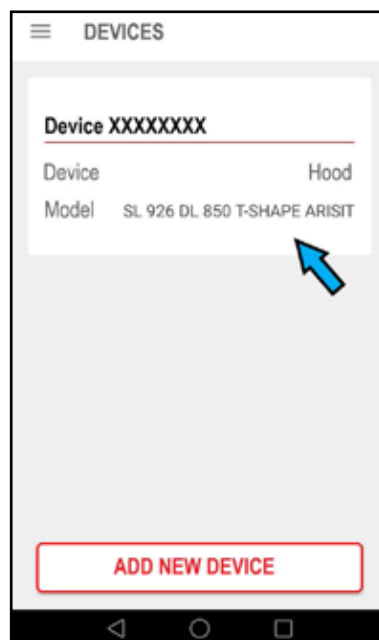 DEVICES
Device XXXXXXXX
Device Hood
Model SL 926 DL 850 T-SHAPE ARISIT
ADD NEW DEVICE